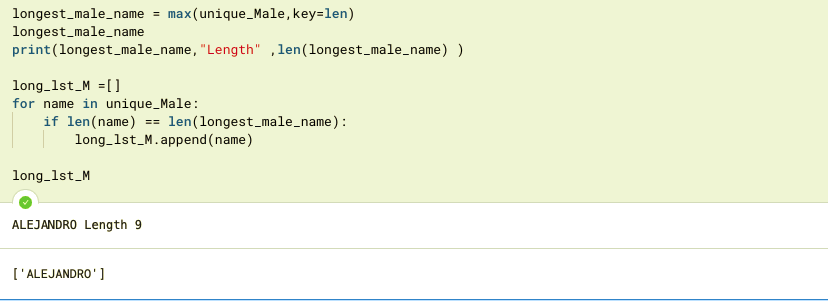 longest_male_name = max(unique_Male,key=len)
longest_male_name
print(longest_male_name,"Length" ,len(longest_male_name) )
long_lst_M =[]
for name in unique_Male:
    if len(name) == len(longest_male_name):
        long_lst_M.append(name)
long_lst_M
ALEJANDRO Length 9
['ALEJANDRO']